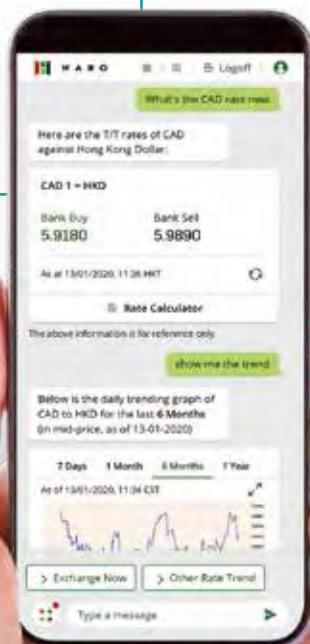 HARO
Logoff
What's the CAD rate now
Here are the T/T rates of CAD
against Hong Kong Dollar:
CAD 1 = HKD
Bank Buy
Bank Sell
5.9180
5.9890
As at 13/01/2020, 11:26 HKT
Rate Calculator
The above information is for reference only.
show me the trend
Below is the daily trending graph of
CAD to HKD for the last 6 Months
(in mid-price, as of 13-01-2020)
7 Days 1 Month 6 Months 1 Year
As of 13/01/2020, 11:34 CST
> Exchange Now
> Other Rate Trend
Type a message